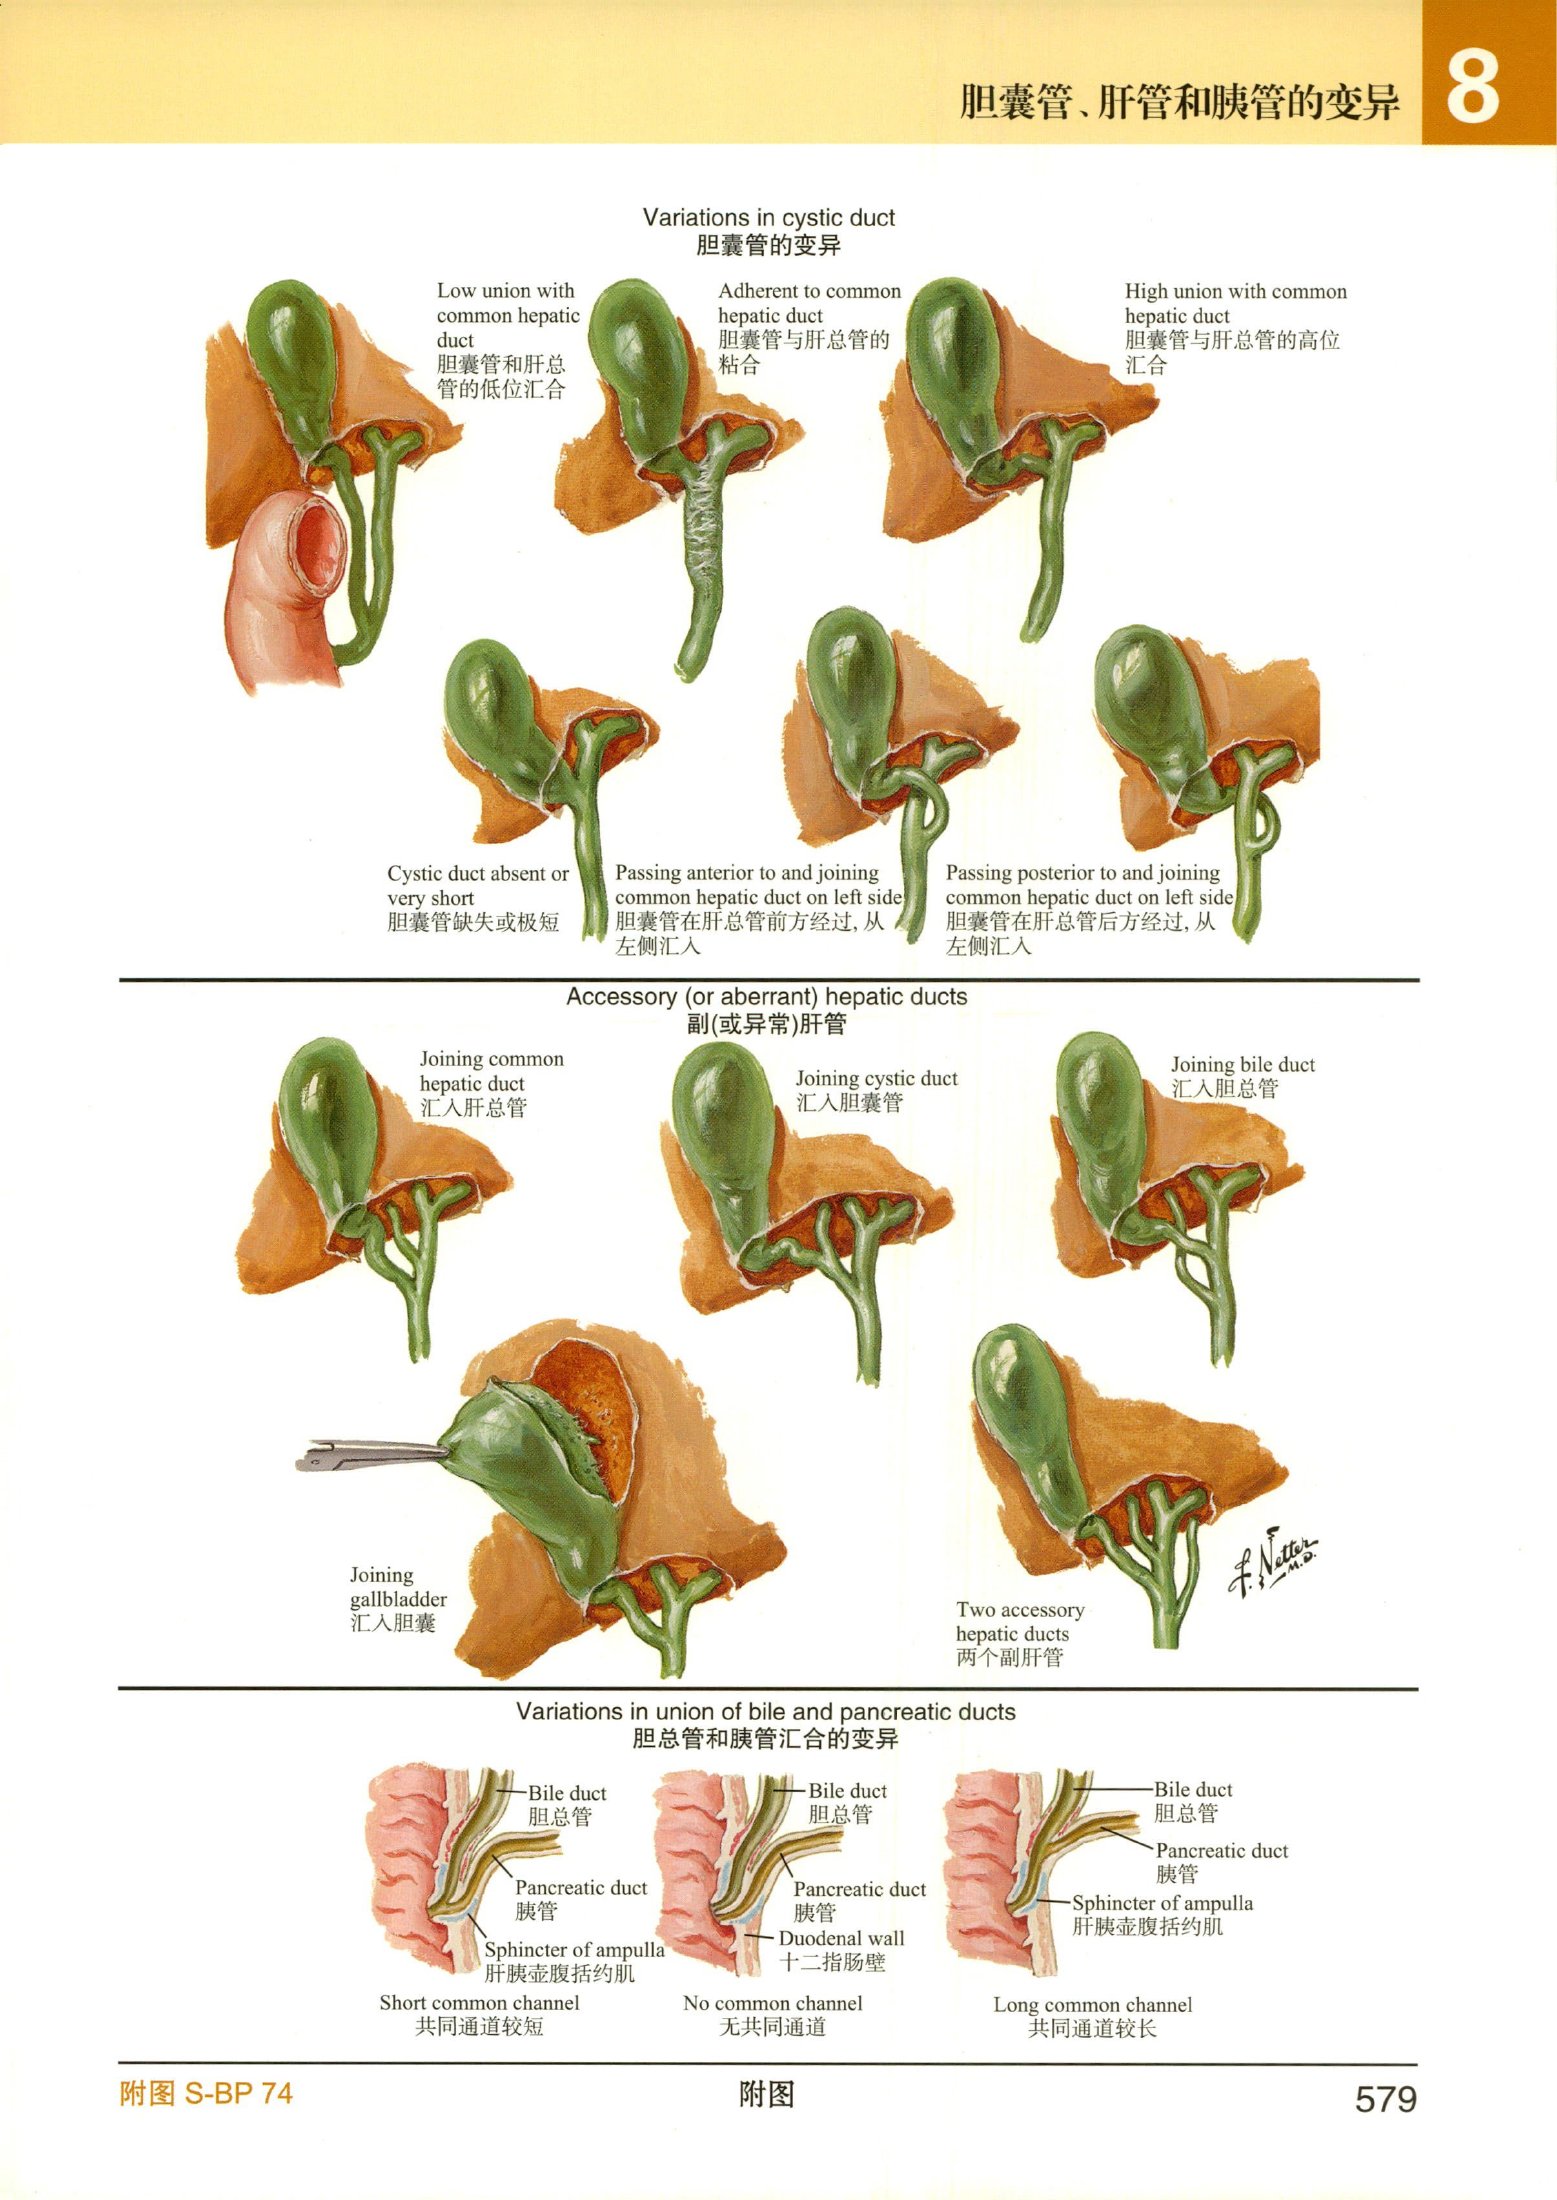 胆囊管、肝管和胰管的变异
8
Variations in cystic duct
胆囊管的变异
Low union with
common hepatic
duct
胆囊管和肝总
管的低位汇合
Adherent to common
hepatic duct
胆囊管与肝总管的
粘合
High union with common
hepatic duct
胆囊管与肝总管的高位
汇合
Cystic duct absent or
very short
胆囊管缺失或极短
Passing anterior to and joining
common hepatic duct on left side
胆囊管在肝总管前方经过, 从
左侧汇入
Passing posterior to and joining
common hepatic duct on left side
胆囊管在肝总管后方经过, 从
左侧汇入
Accessory (or aberrant) hepatic ducts
副(或异常)肝管
Joining common
hepatic duct
汇入肝总管
Joining cystic duct
汇入胆囊管
Joining bile duct
汇入胆总管
Joining
gallbladder
汇入胆囊
Two accessory
hepatic ducts
两个副肝管
F. Netter
M.D.
Variations in union of bile and pancreatic ducts
胆总管和胰管汇合的变异
Bile duct
胆总管
Pancreatic duct
胰管
Sphincter of ampulla
肝胰壶腹括约肌
Short common channel
共同通道较短
Bile duct
胆总管
Pancreatic duct
胰管
Duodenal wall
十二指肠壁
No common channel
无共同通道
Bile duct
胆总管
Pancreatic duct
胰管
Sphincter of ampulla
肝胰壶腹括约肌
Long common channel
共同通道较长
附图 S-BP 74
附图
579